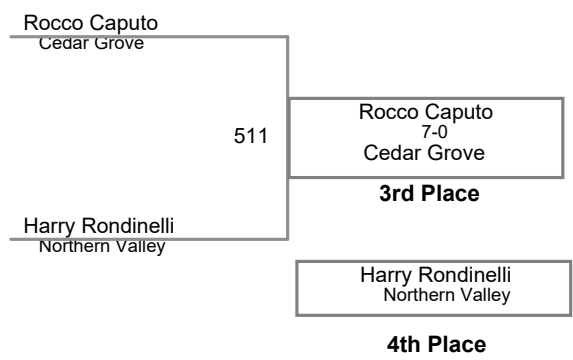 Rocco Caputo
Cedar Grove
511
Rocco Caputo
7-0
Cedar Grove
3rd Place
Harry Rondinelli
Northern Valley
Harry Rondinelli
Northern Valley
4th Place